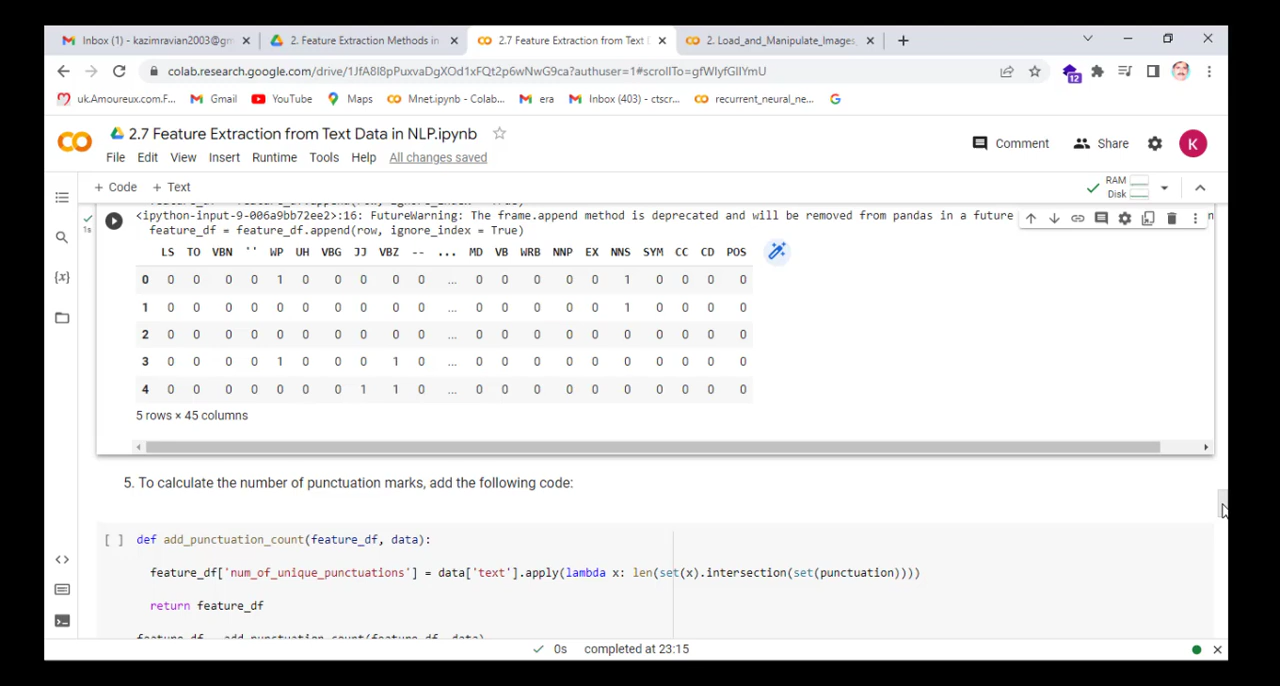 Inbox (1) - kazimravian2003@gm
2. Feature Extraction Methods in
2.7 Feature Extraction from Text
2. Load_and_Manipulate_Images,
colab.research.google.com/drive/1JfA8I8pPuxvaDgXOd1xFQt2p6wNwG9ca?authuser=1#scrollTo=gfWIyfGIIYmU
12
uk.Amoureux.com.F... Gmail YouTube Maps Mnet.ipynb - Colab... era Inbox (403) - ctscr... recurrent_neural_ne...
2.7 Feature Extraction from Text Data in NLP.ipynb
Comment Share K
File Edit View Insert Runtime Tools Help All changes saved
+ Code + Text
RAM
Disk
<ipython-input-9-006a9bb72ee2>:16: FutureWarning: The frame.append method is deprecated and will be removed from pandas in a future
1s
feature_df = feature_df.append(row, ignore_index = True)
LS TO VBN '' WP UH VBG JJ VBZ -- ... MD VB WRB NNP EX NNS SYM CC CD POS
0 0 0 0 0 1 0 0 0 0 0 ... 0 0 0 0 0 1 0 0 0 0
1 0 0 0 0 0 0 0 0 0 0 ... 0 0 0 0 0 1 0 0 0 0
2 0 0 0 0 0 0 0 0 0 0 ... 0 0 0 0 0 0 0 0 0 0
3 0 0 0 0 1 0 0 0 1 0 ... 0 0 0 0 0 0 0 0 0 0
4 0 0 0 0 0 0 0 1 1 0 ... 0 0 0 0 0 0 0 0 0 0
5 rows × 45 columns
5. To calculate the number of punctuation marks, add the following code:
[ ] def add_punctuation_count(feature_df, data):
feature_df['num_of_unique_punctuations'] = data['text'].apply(lambda x: len(set(x).intersection(set(punctuation))))
return feature_df
feature_df = add_punctuation_count(feature_df, data)
0s completed at 23:15